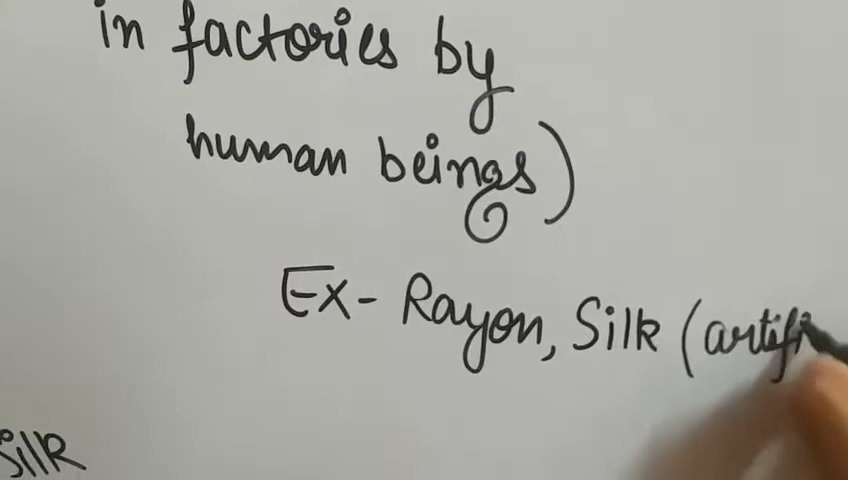 in factories by
human beings)
Ex- Rayon, Silk (artifi
Silk